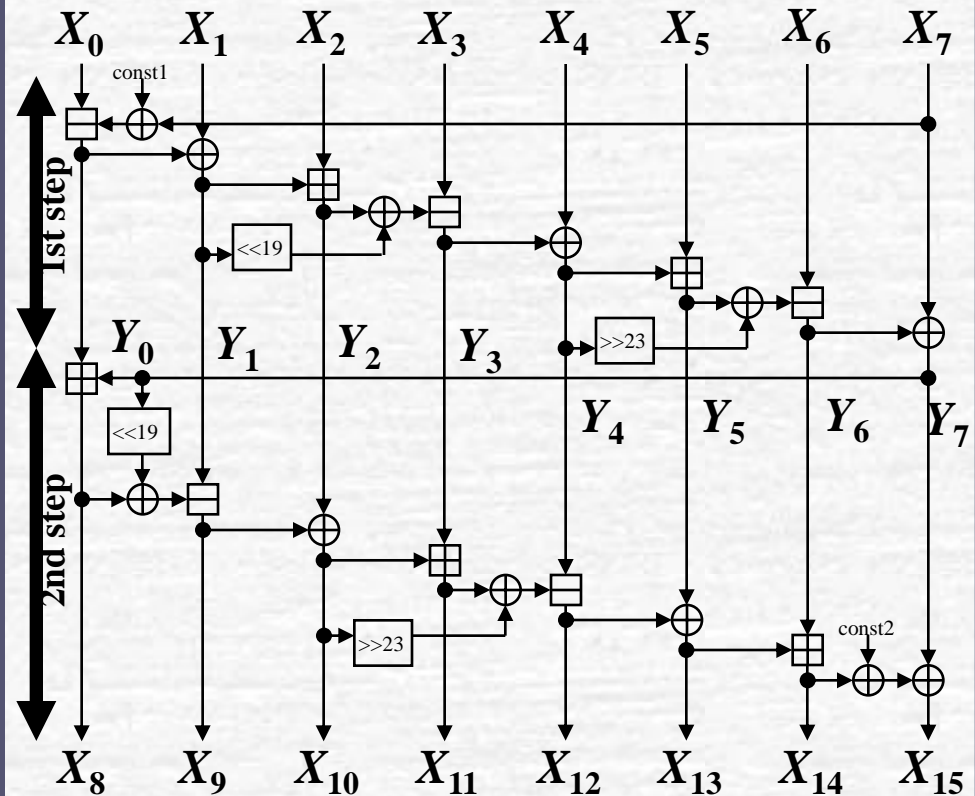 X0 X1 X2 X3 X4 X5 X6 X7
const1
1st step
<<19
>>23
Y0 Y1 Y2 Y3
Y4 Y5 Y6 Y7
<<19
2nd step
>>23
const2
X8 X9 X10 X11 X12 X13 X14 X15